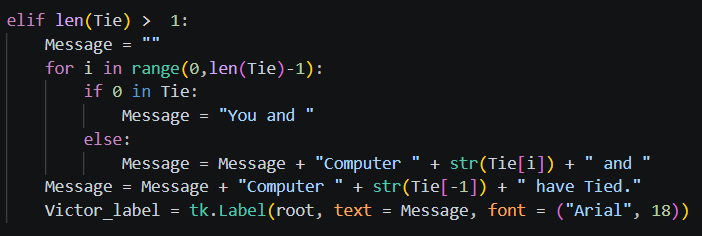 elif len(Tie) > 1:
    Message = ""
    for i in range(0,len(Tie)-1):
        if 0 in Tie:
            Message = "You and "
        else:
            Message = Message + "Computer " + str(Tie[i]) + " and "
    Message = Message + "Computer " + str(Tie[-1]) + " have Tied."
    Victor_label = tk.Label(root, text = Message, font = ("Arial", 18))